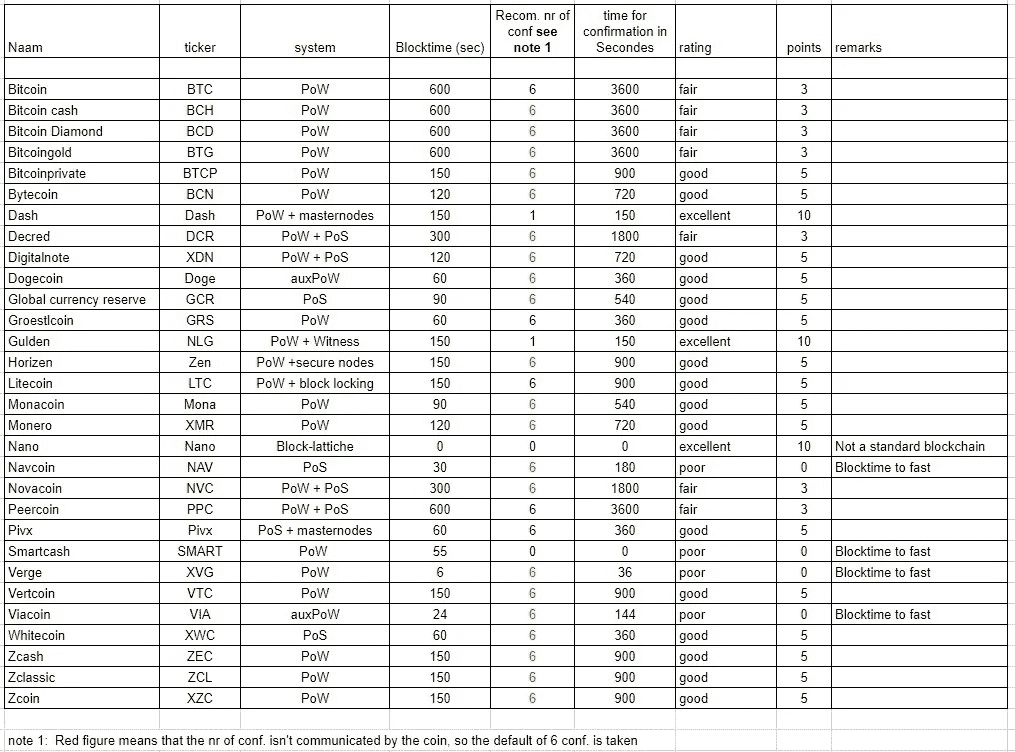 Naam ticker system Blocktime (sec) Recom. nr of conf see note 1 time for confirmation in Secondes rating points remarks
Bitcoin BTC PoW 600 6 3600 fair 3
Bitcoin cash BCH PoW 600 6 3600 fair 3
Bitcoin Diamond BCD PoW 600 6 3600 fair 3
Bitcoingold BTG PoW 600 6 3600 fair 3
Bitcoinprivate BTCP PoW 150 6 900 good 5
Bytecoin BCN PoW 120 6 720 good 5
Dash Dash PoW + masternodes 150 1 150 excellent 10
Decred DCR PoW + PoS 300 6 1800 fair 3
Digitalnote XDN PoW + PoS 120 6 720 good 5
Dogecoin Doge auxPoW 60 6 360 good 5
Global currency reserve GCR PoS 90 6 540 good 5
Groestlcoin GRS PoW 60 6 360 good 5
Gulden NLG PoW + Witness 150 1 150 excellent 10
Horizen Zen PoW +secure nodes 150 6 900 good 5
Litecoin LTC PoW + block locking 150 6 900 good 5
Monacoin Mona PoW 90 6 540 good 5
Monero XMR PoW 120 6 720 good 5
Nano Nano Block-lattiche 0 0 0 excellent 10 Not a standard blockchain
Navcoin NAV PoS 30 6 180 poor 0 Blocktime to fast
Novacoin NVC PoW + PoS 300 6 1800 fair 3
Peercoin PPC PoW + PoS 600 6 3600 fair 3
Pivx Pivx PoS + masternodes 60 6 360 good 5
Smartcash SMART PoW 55 0 0 poor 0 Blocktime to fast
Verge XVG PoW 6 6 36 poor 0 Blocktime to fast
Vertcoin VTC PoW 150 6 900 good 5
Viacoin VIA auxPoW 24 6 144 poor 0 Blocktime to fast
Whitecoin XWC PoS 60 6 360 good 5
Zcash ZEC PoW 150 6 900 good 5
Zclassic ZCL PoW 150 6 900 good 5
Zcoin XZC PoW 150 6 900 good 5
note 1: Red figure means that the nr of conf. isn't communicated by the coin, so the default of 6 conf. is taken